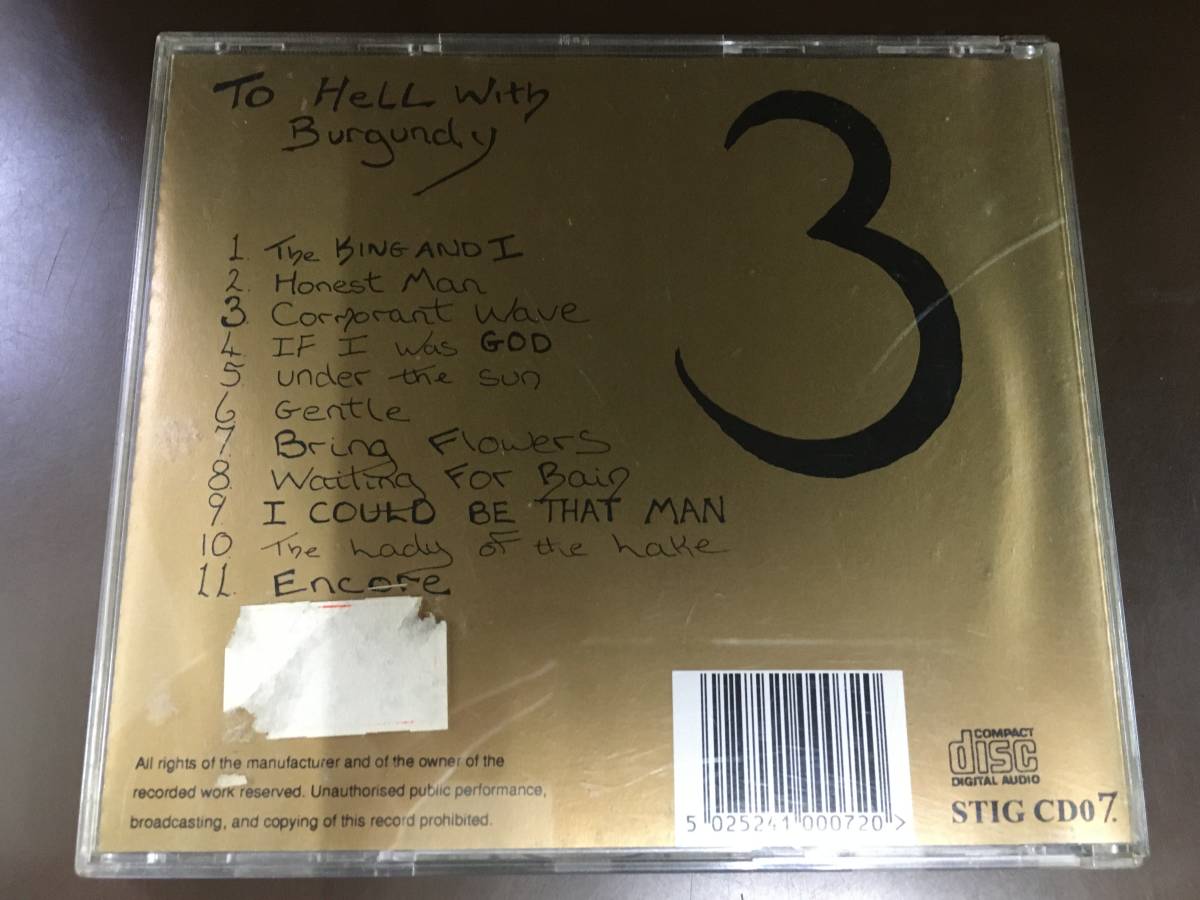 To Hell With
Burgundy
3
1. The KING AND I
2. Honest Man
3. Cormorant Wave
4. IF I was GOD
5. under the sun
6 Gentle
7. Bring Flowers
8. Waiting For Rain
9. I COULD BE THAT MAN
10. The Lady of the Lake
11. Encore
All rights of the manufacturer and of the owner of the
recorded work reserved. Unauthorised public performance,
broadcasting, and copying of this record prohibited.
5 025241 000720 >
COMPACT
disc
DIGITAL AUDIO
STIG CD07.